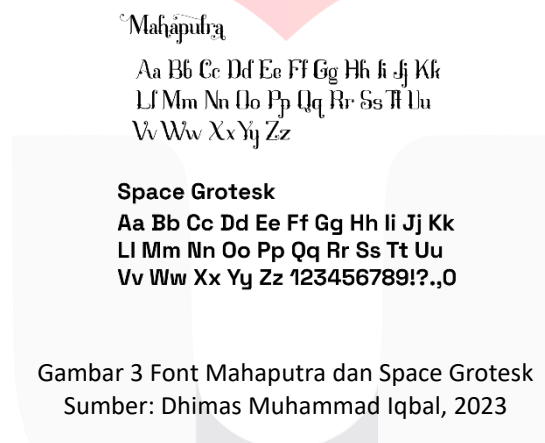 Mahaputra
Aa Bb Cc Dd Ee Ff Gg Hh Ii Jj Kk
Ll Mm Nn Oo Pp Qq Rr Ss Tt Uu
Vv Ww Xx Yy Zz
Space Grotesk
Aa Bb Cc Dd Ee Ff Gg Hh Ii Jj Kk
Ll Mm Nn Oo Pp Qq Rr Ss Tt Uu
Vv Ww Xx Yy Zz 123456789!?.,0
Gambar 3 Font Mahaputra dan Space Grotesk
Sumber: Dhimas Muhammad Iqbal, 2023